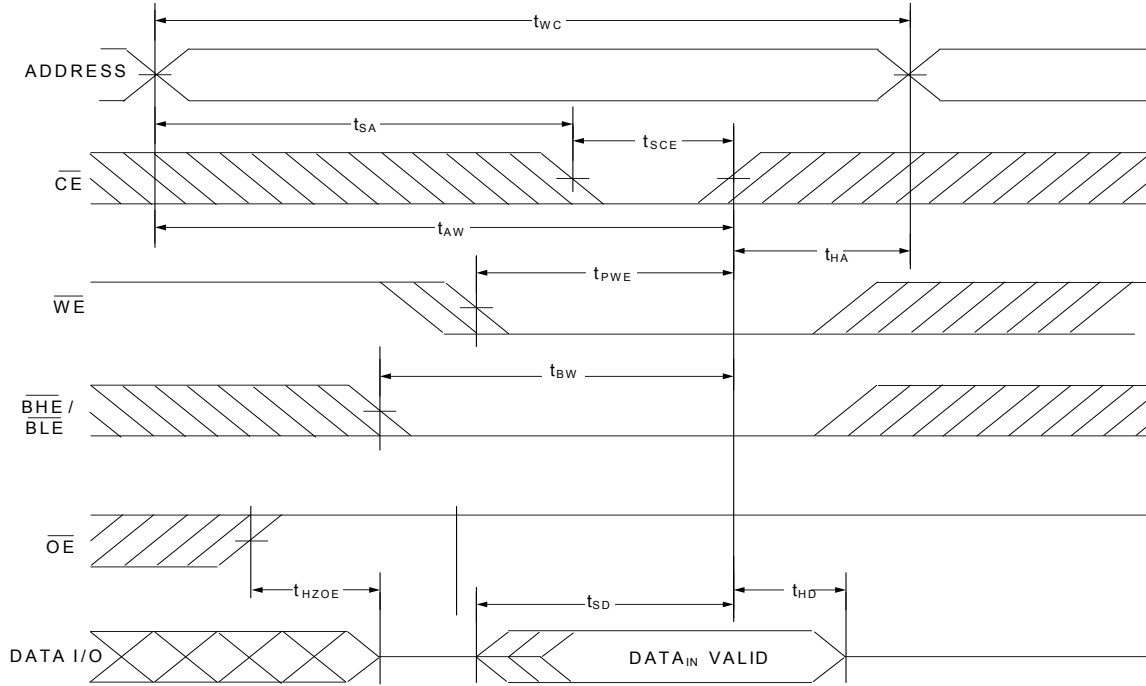 tWC
ADDRESS
tSA
tSCE
CE
tAW
tHA
tPWE
WE
tBW
BHE /
BLE
OE
tHZOE
tSD
tHD
DATA I/O
DATAIN VALID